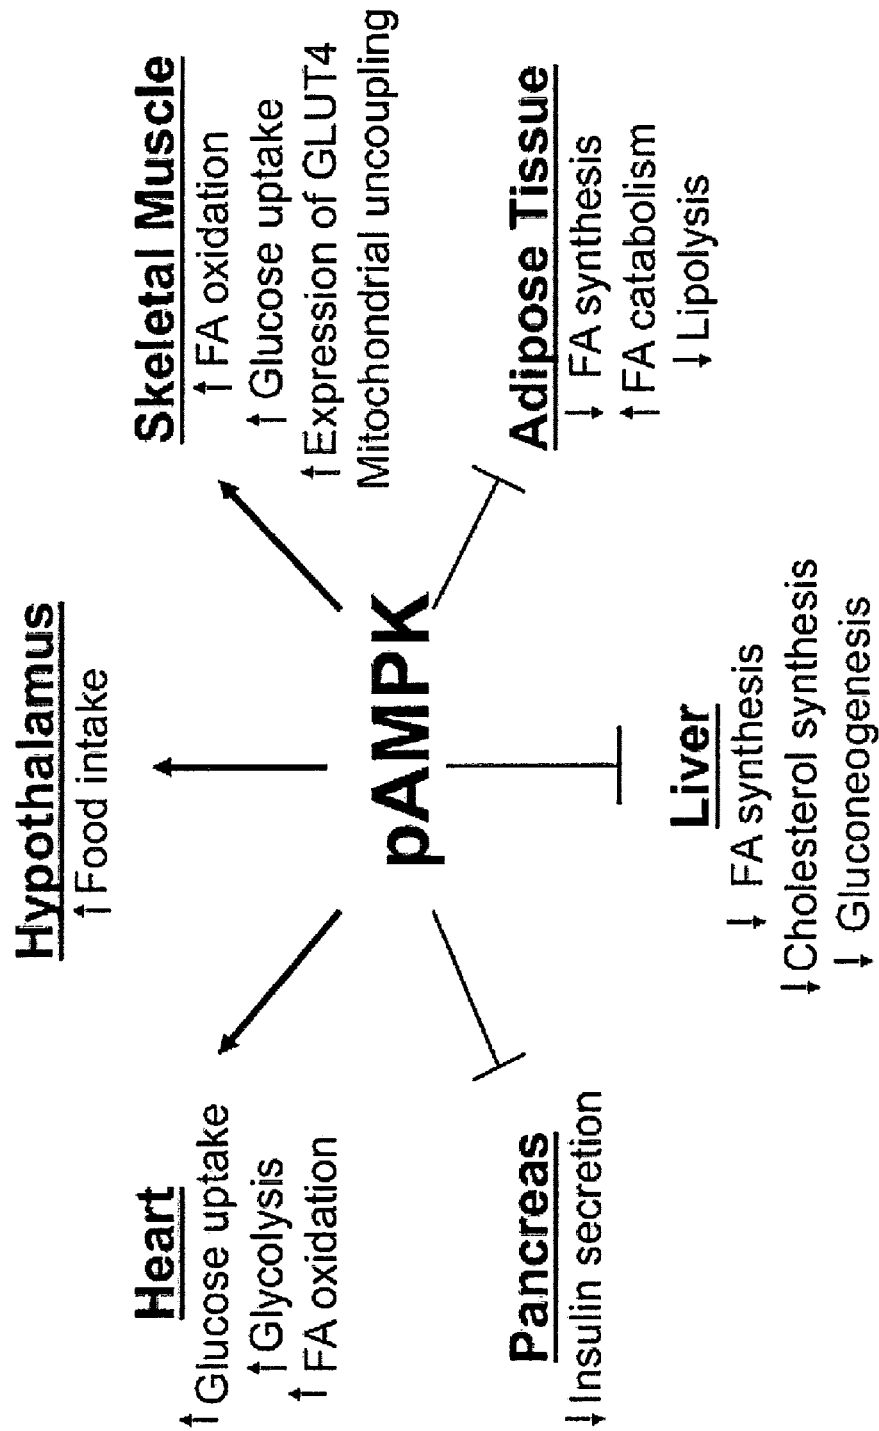 Hypothalamus
↑Food intake
Heart
↑Glucose uptake
↑Glycolysis
↑FA oxidation
Skeletal Muscle
↑FA oxidation
↑Glucose uptake
↑Expression of GLUT4
Mitochondrial uncoupling
pAMPK
Pancreas
↓Insulin secretion
Adipose Tissue
↓ FA synthesis
↑ FA catabolism
↓ Lipolysis
Liver
↓ FA synthesis
↓Cholesterol synthesis
↓ Gluconeogenesis